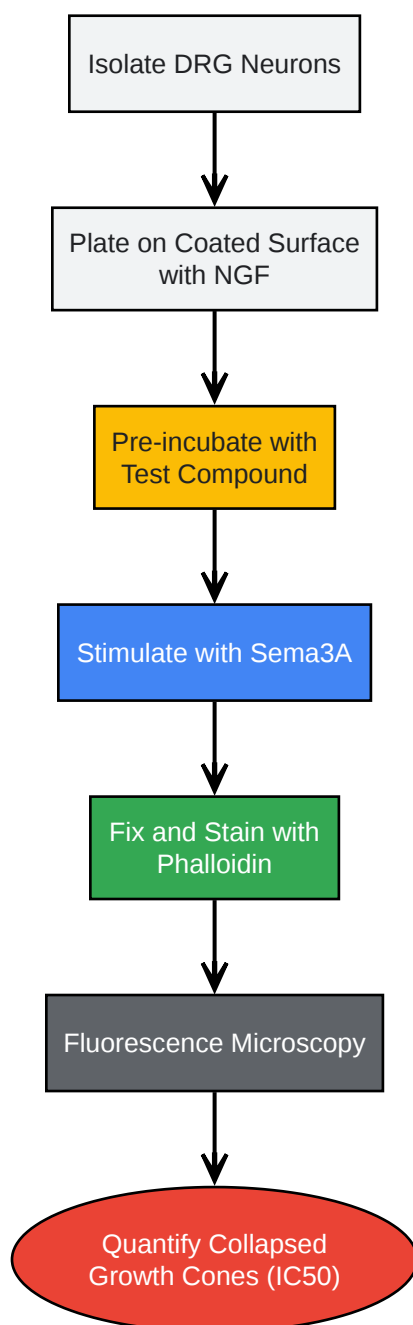 Isolate DRG Neurons
Plate on Coated Surface
with NGF
Pre-incubate with
Test Compound
Stimulate with Sema3A
Fix and Stain with
Phalloidin
Fluorescence Microscopy
Quantify Collapsed
Growth Cones (IC50)